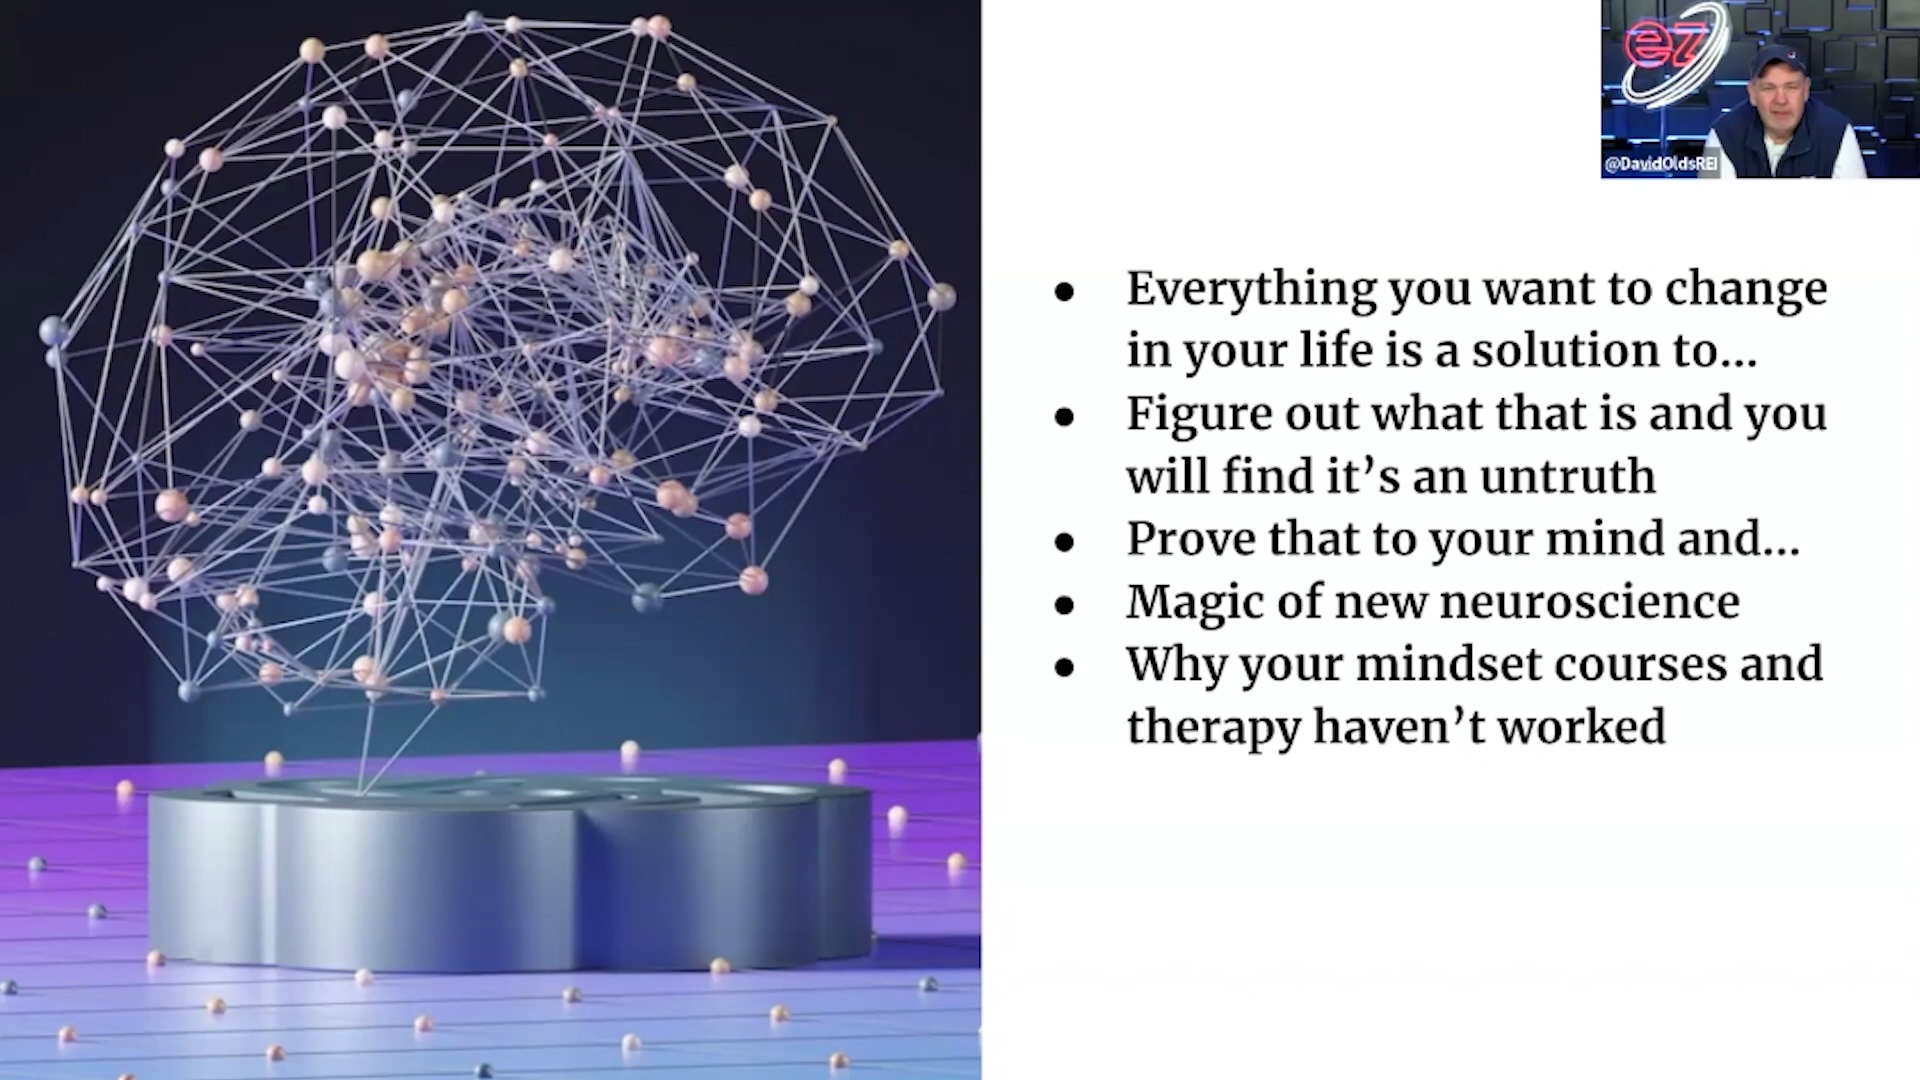 ez
@DavidOldsREI
• Everything you want to change
in your life is a solution to...
• Figure out what that is and you
will find it’s an untruth
• Prove that to your mind and...
• Magic of new neuroscience
• Why your mindset courses and
therapy haven’t worked